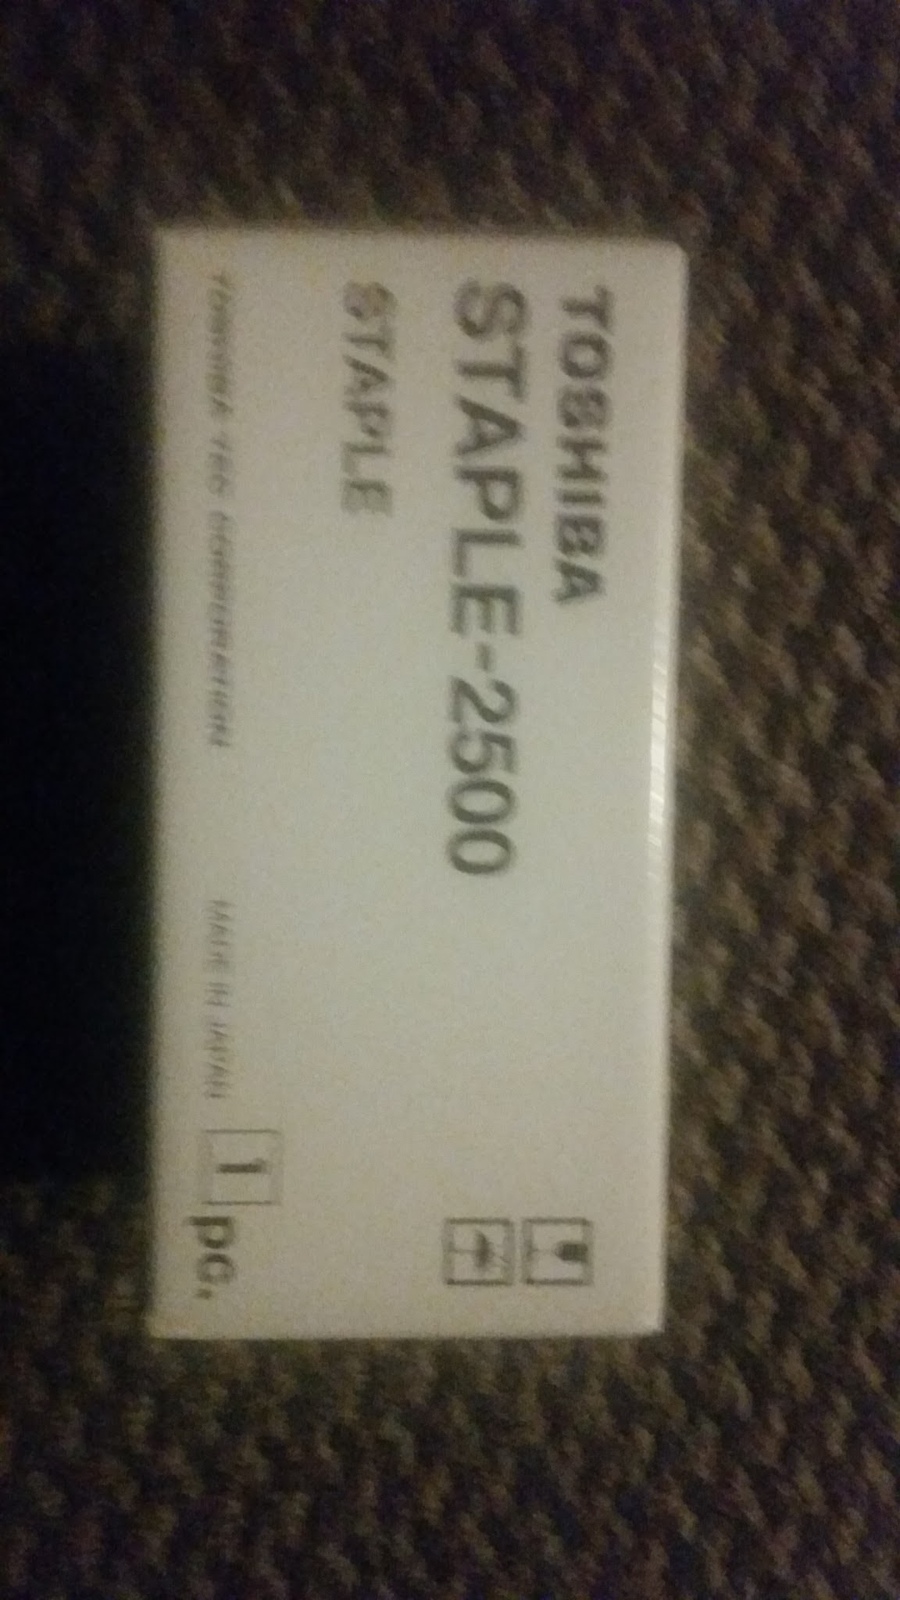 TOSHIBA
STAPLE-2500
STAPLE
TOSHIBA TEC CORPORATION MADE IN JAPAN 1 pc.